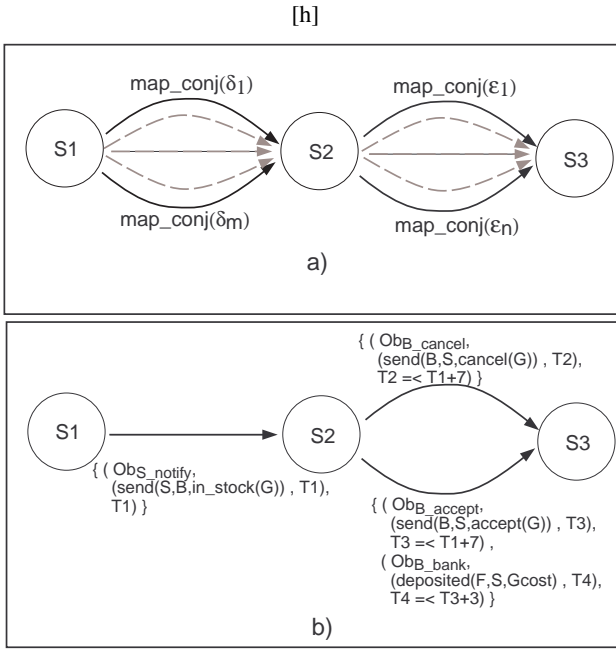 [h]
map_conj(δ1)
map_conj(ε1)
S1
S2
S3
map_conj(δm)
map_conj(εn)
a)
{ ( ObB_cancel,
(send(B,S,cancel(G)) , T2),
T2 =< T1+7) }
S1
S2
S3
{ ( ObS_notify,
(send(S,B,in_stock(G)) , T1),
T1) }
{ ( ObB_accept,
(send(B,S,accept(G)) , T3),
T3 =< T1+7) ,
( ObB_bank,
(deposited(F,S,Gcost) , T4),
T4 =< T3+3) }
b)